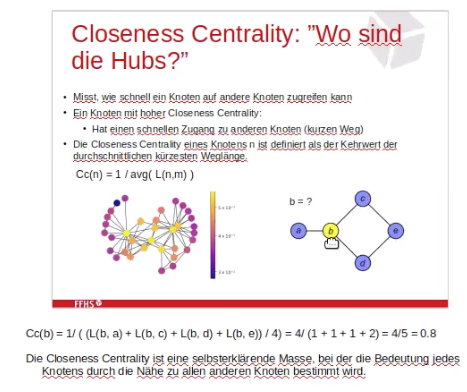 Closeness Centrality: ”Wo sind
die Hubs?”
• Misst, wie schnell ein Knoten auf andere Knoten zugreifen kann
• Ein Knoten mit hoher Closeness Centrality:
• Hat einen schnellen Zugang zu anderen Knoten (kurzen Weg)
• Die Closeness Centrality eines Knotens n ist definiert als der Kehrwert der
durchschnittlichen kürzesten Weglänge.
Cc(n) = 1 / avg( L(n,m) )
b = ?
c
a
b
e
d
FFHS
Cc(b) = 1/ ( (L(b, a) + L(b, c) + L(b, d) + L(b, e)) / 4) = 4/ (1 + 1 + 1 + 2) = 4/5 = 0.8
Die Closeness Centrality ist eine selbsterklärende Masse, bei der die Bedeutung jedes
Knotens durch die Nähe zu allen anderen Knoten bestimmt wird.